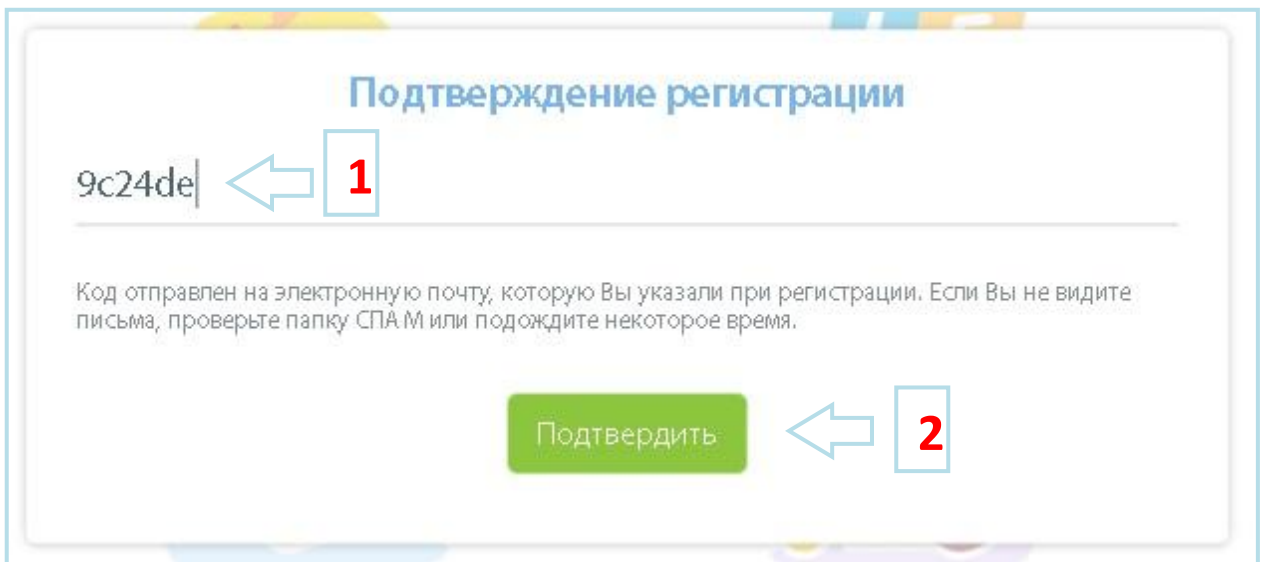 Подтверждение регистрации
9c24de 1
Код отправлен на электронную почту, которую Вы указали при регистрации. Если Вы не видите
письма, проверьте папку СПАМ или подождите некоторое время.
Подтвердить 2